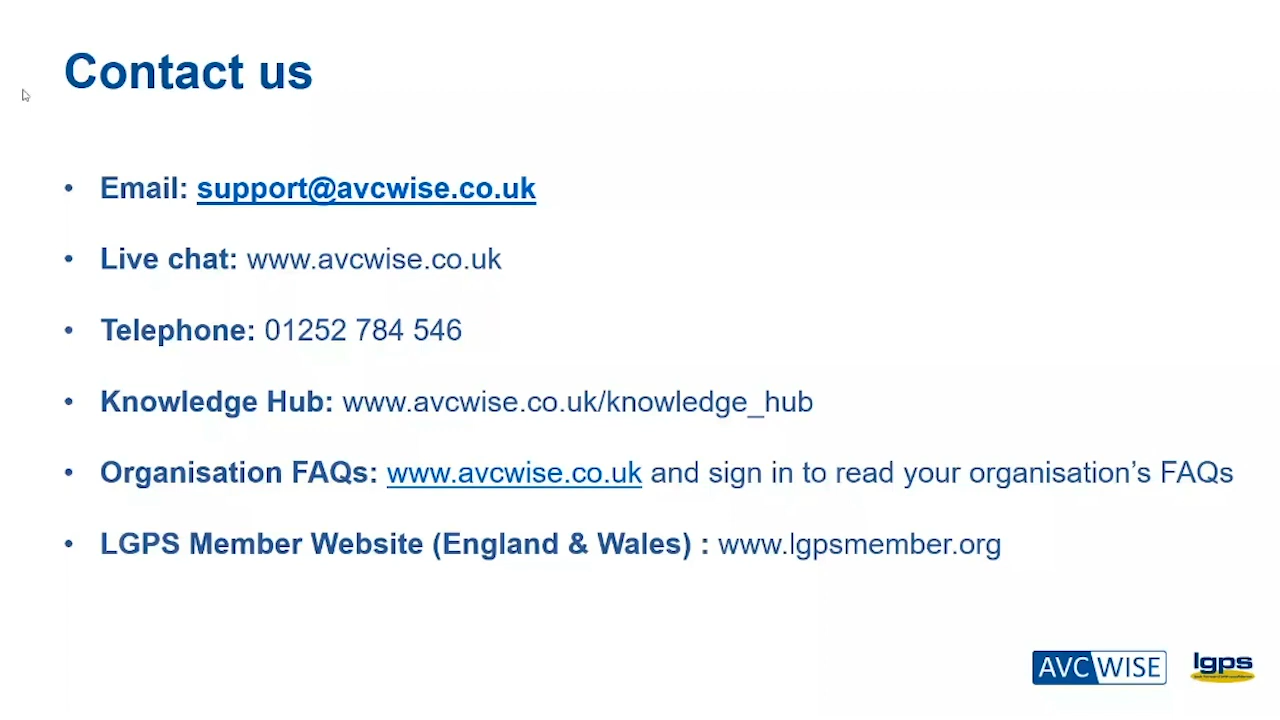 Contact us
• Email: support@avcwise.co.uk
• Live chat: www.avcwise.co.uk
• Telephone: 01252 784 546
• Knowledge Hub: www.avcwise.co.uk/knowledge_hub
• Organisation FAQs: www.avcwise.co.uk and sign in to read your organisation’s FAQs
• LGPS Member Website (England & Wales) : www.lgpsmember.org
AVC WISE
lgps